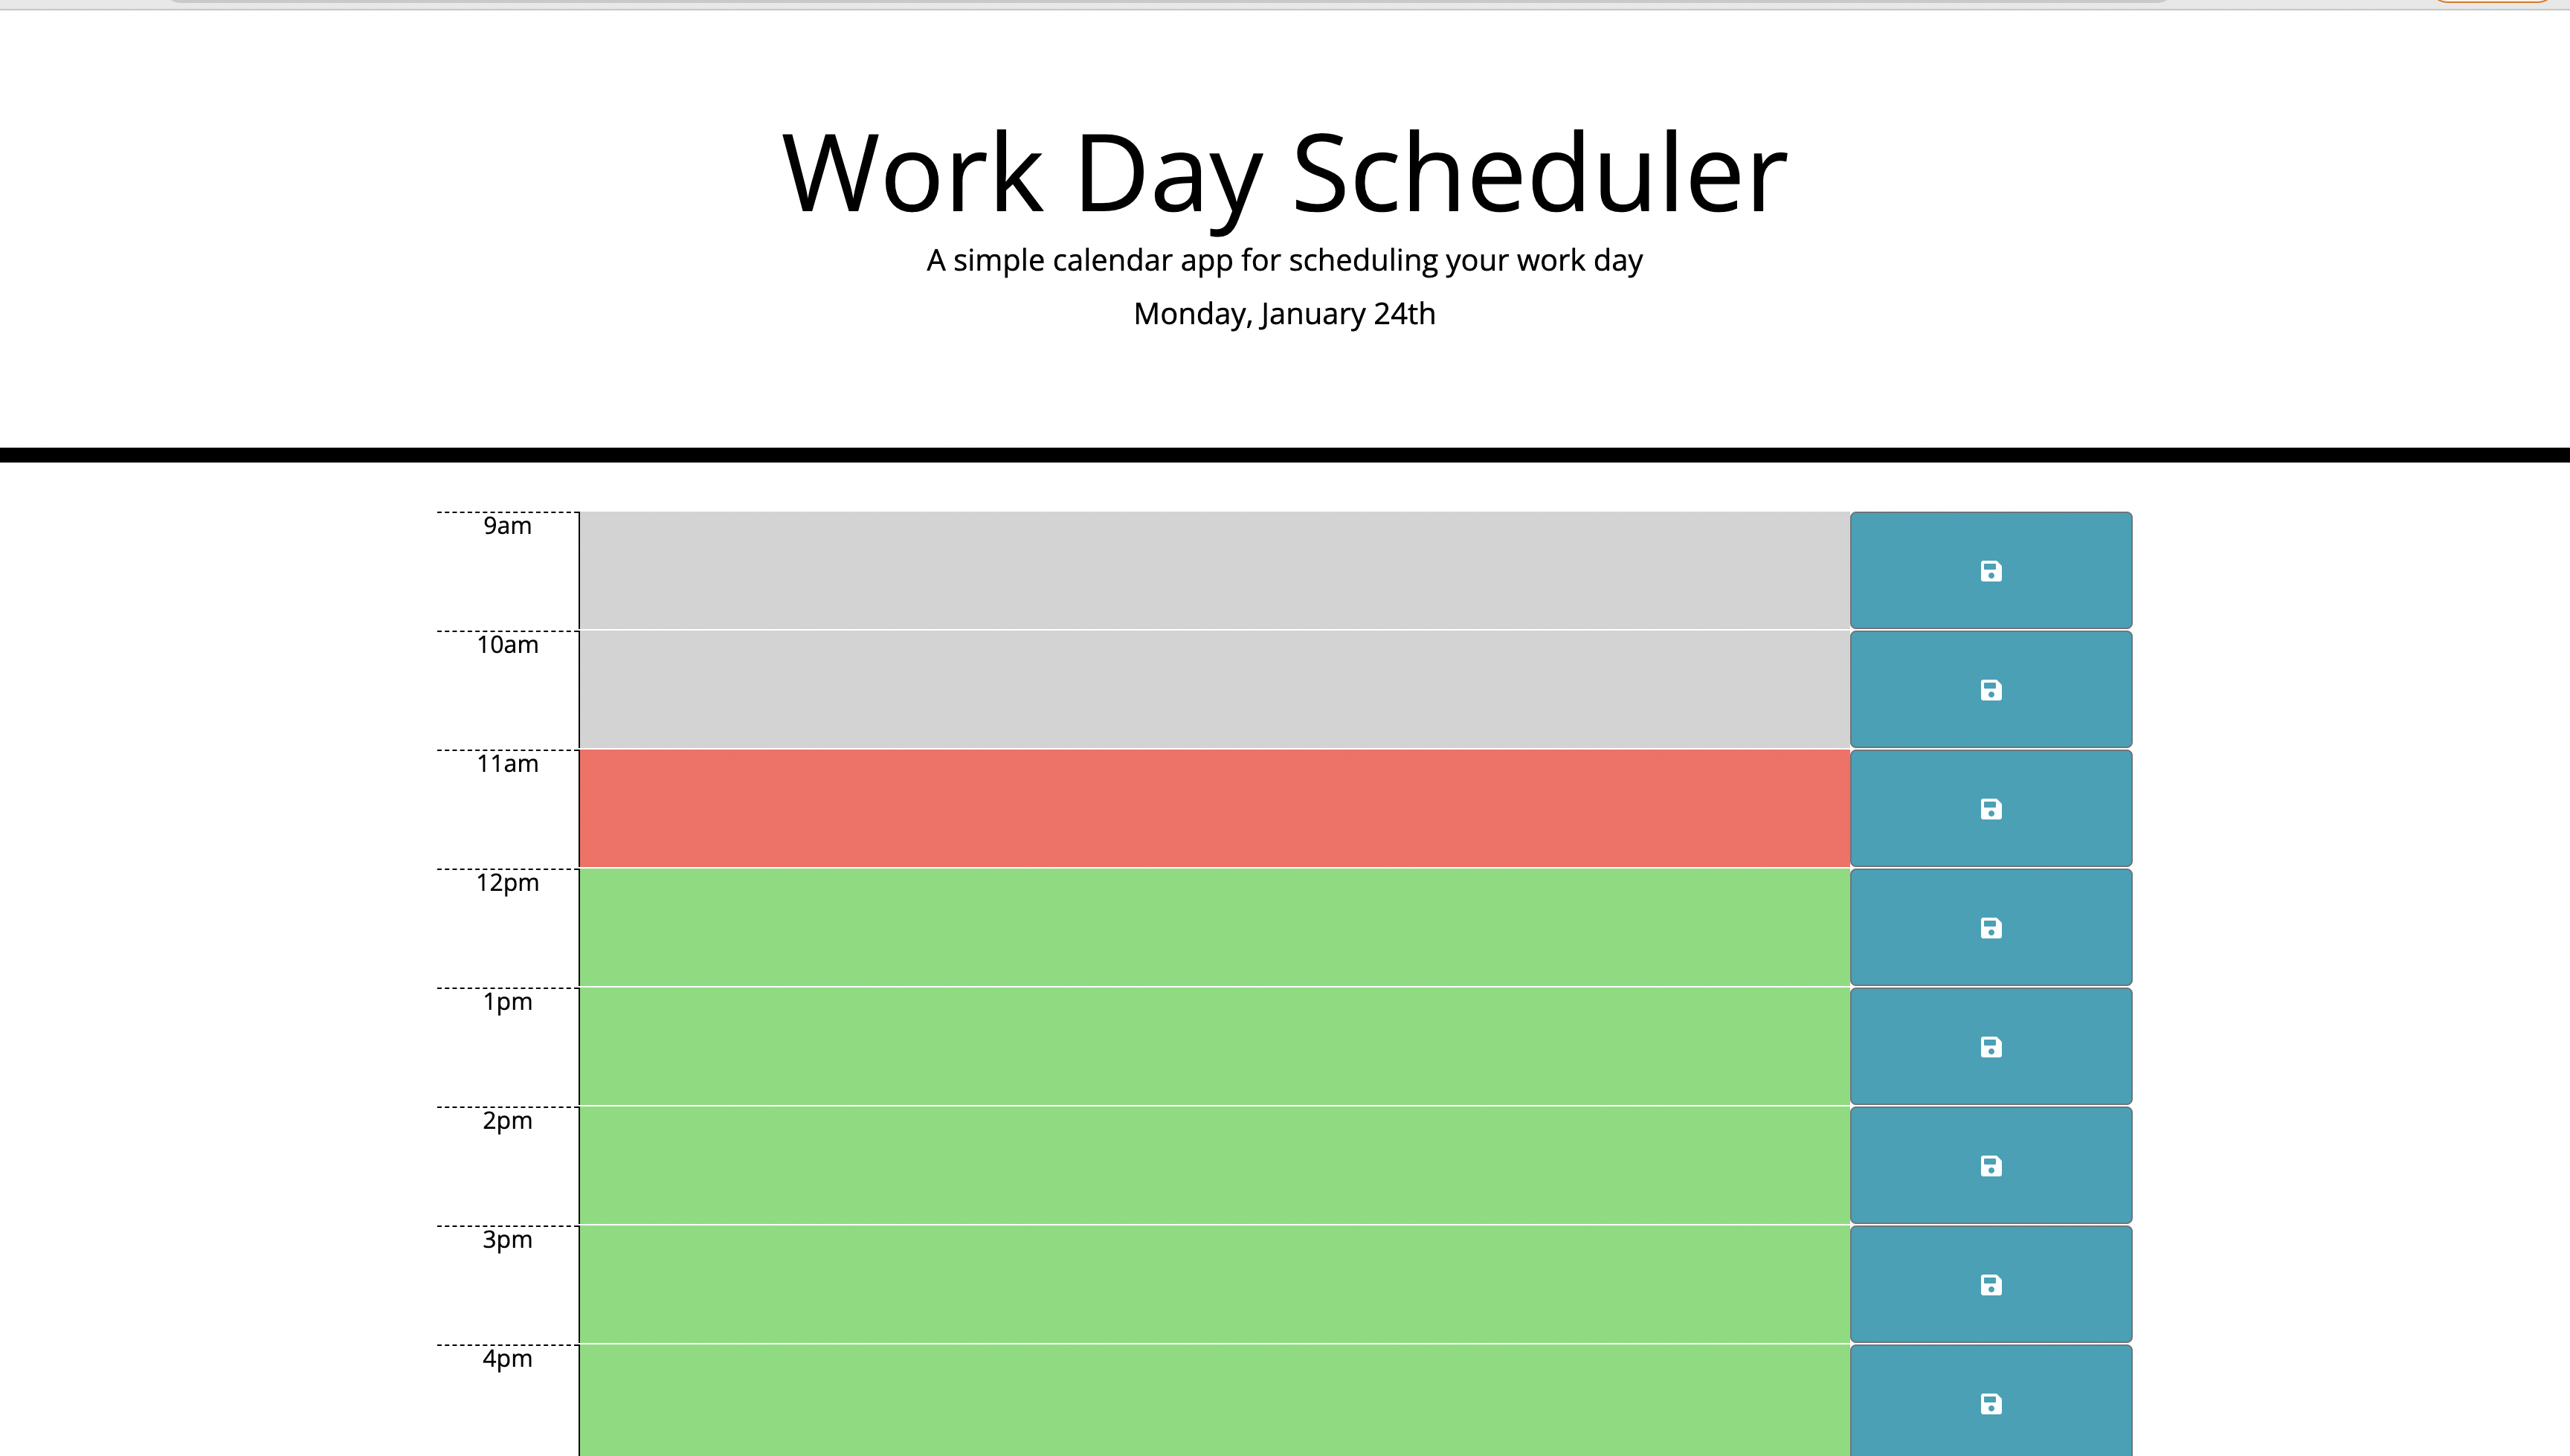 Work Day Scheduler
A simple calendar app for scheduling your work day
Monday, January 24th
9am
10am
11am
12pm
1pm
2pm
3pm
4pm